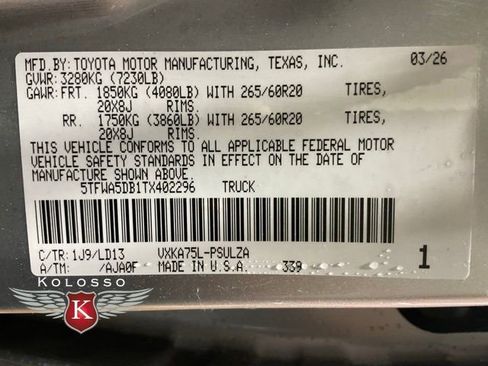 MFD.BY: TOYOTA MOTOR MANUFACTURING, TEXAS, INC. 03/26
GVWR: 3280KG (7230LB)
GAWR: FRT. 1850KG (4080LB) WITH 265/60R20 TIRES,
20X8J RIMS.
RR. 1750KG (3860LB) WITH 265/60R20 TIRES,
20X8J RIMS.
THIS VEHICLE CONFORMS TO ALL APPLICABLE FEDERAL MOTOR
VEHICLE SAFETY STANDARDS IN EFFECT ON THE DATE OF
MANUFACTURE SHOWN ABOVE.
5TFWA5DB1TX402296 TRUCK
C/TR: 1J9/LD13 VXKA75L-PSULZA
A/TM: /AJA0F MADE IN U.S.A. 339 1
KOLOSSO
K